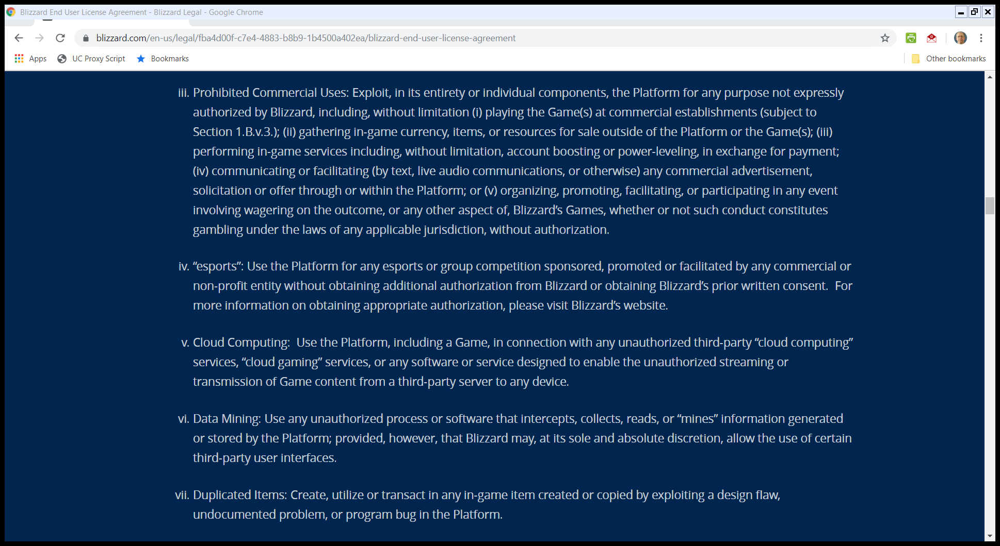 Blizzard End User License Agreement - Blizzard Legal - Google Chrome
blizzard.com/en-us/legal/fba4d00f-c7e4-4883-b8b9-1b4500a402ea/blizzard-end-user-license-agreement
Apps UC Proxy Script Bookmarks Other bookmarks
iii. Prohibited Commercial Uses: Exploit, in its entirety or individual components, the Platform for any purpose not expressly
authorized by Blizzard, including, without limitation (i) playing the Game(s) at commercial establishments (subject to
Section 1.B.v.3.); (ii) gathering in-game currency, items, or resources for sale outside of the Platform or the Game(s); (iii)
performing in-game services including, without limitation, account boosting or power-leveling, in exchange for payment;
(iv) communicating or facilitating (by text, live audio communications, or otherwise) any commercial advertisement,
solicitation or offer through or within the Platform; or (v) organizing, promoting, facilitating, or participating in any event
involving wagering on the outcome, or any other aspect of, Blizzard’s Games, whether or not such conduct constitutes
gambling under the laws of any applicable jurisdiction, without authorization.
iv. “esports”: Use the Platform for any esports or group competition sponsored, promoted or facilitated by any commercial or
non-profit entity without obtaining additional authorization from Blizzard or obtaining Blizzard’s prior written consent.  For
more information on obtaining appropriate authorization, please visit Blizzard’s website.
v. Cloud Computing:  Use the Platform, including a Game, in connection with any unauthorized third-party “cloud computing”
services, “cloud gaming” services, or any software or service designed to enable the unauthorized streaming or
transmission of Game content from a third-party server to any device.
vi. Data Mining: Use any unauthorized process or software that intercepts, collects, reads, or “mines” information generated
or stored by the Platform; provided, however, that Blizzard may, at its sole and absolute discretion, allow the use of certain
third-party user interfaces.
vii. Duplicated Items: Create, utilize or transact in any in-game item created or copied by exploiting a design flaw,
undocumented problem, or program bug in the Platform.